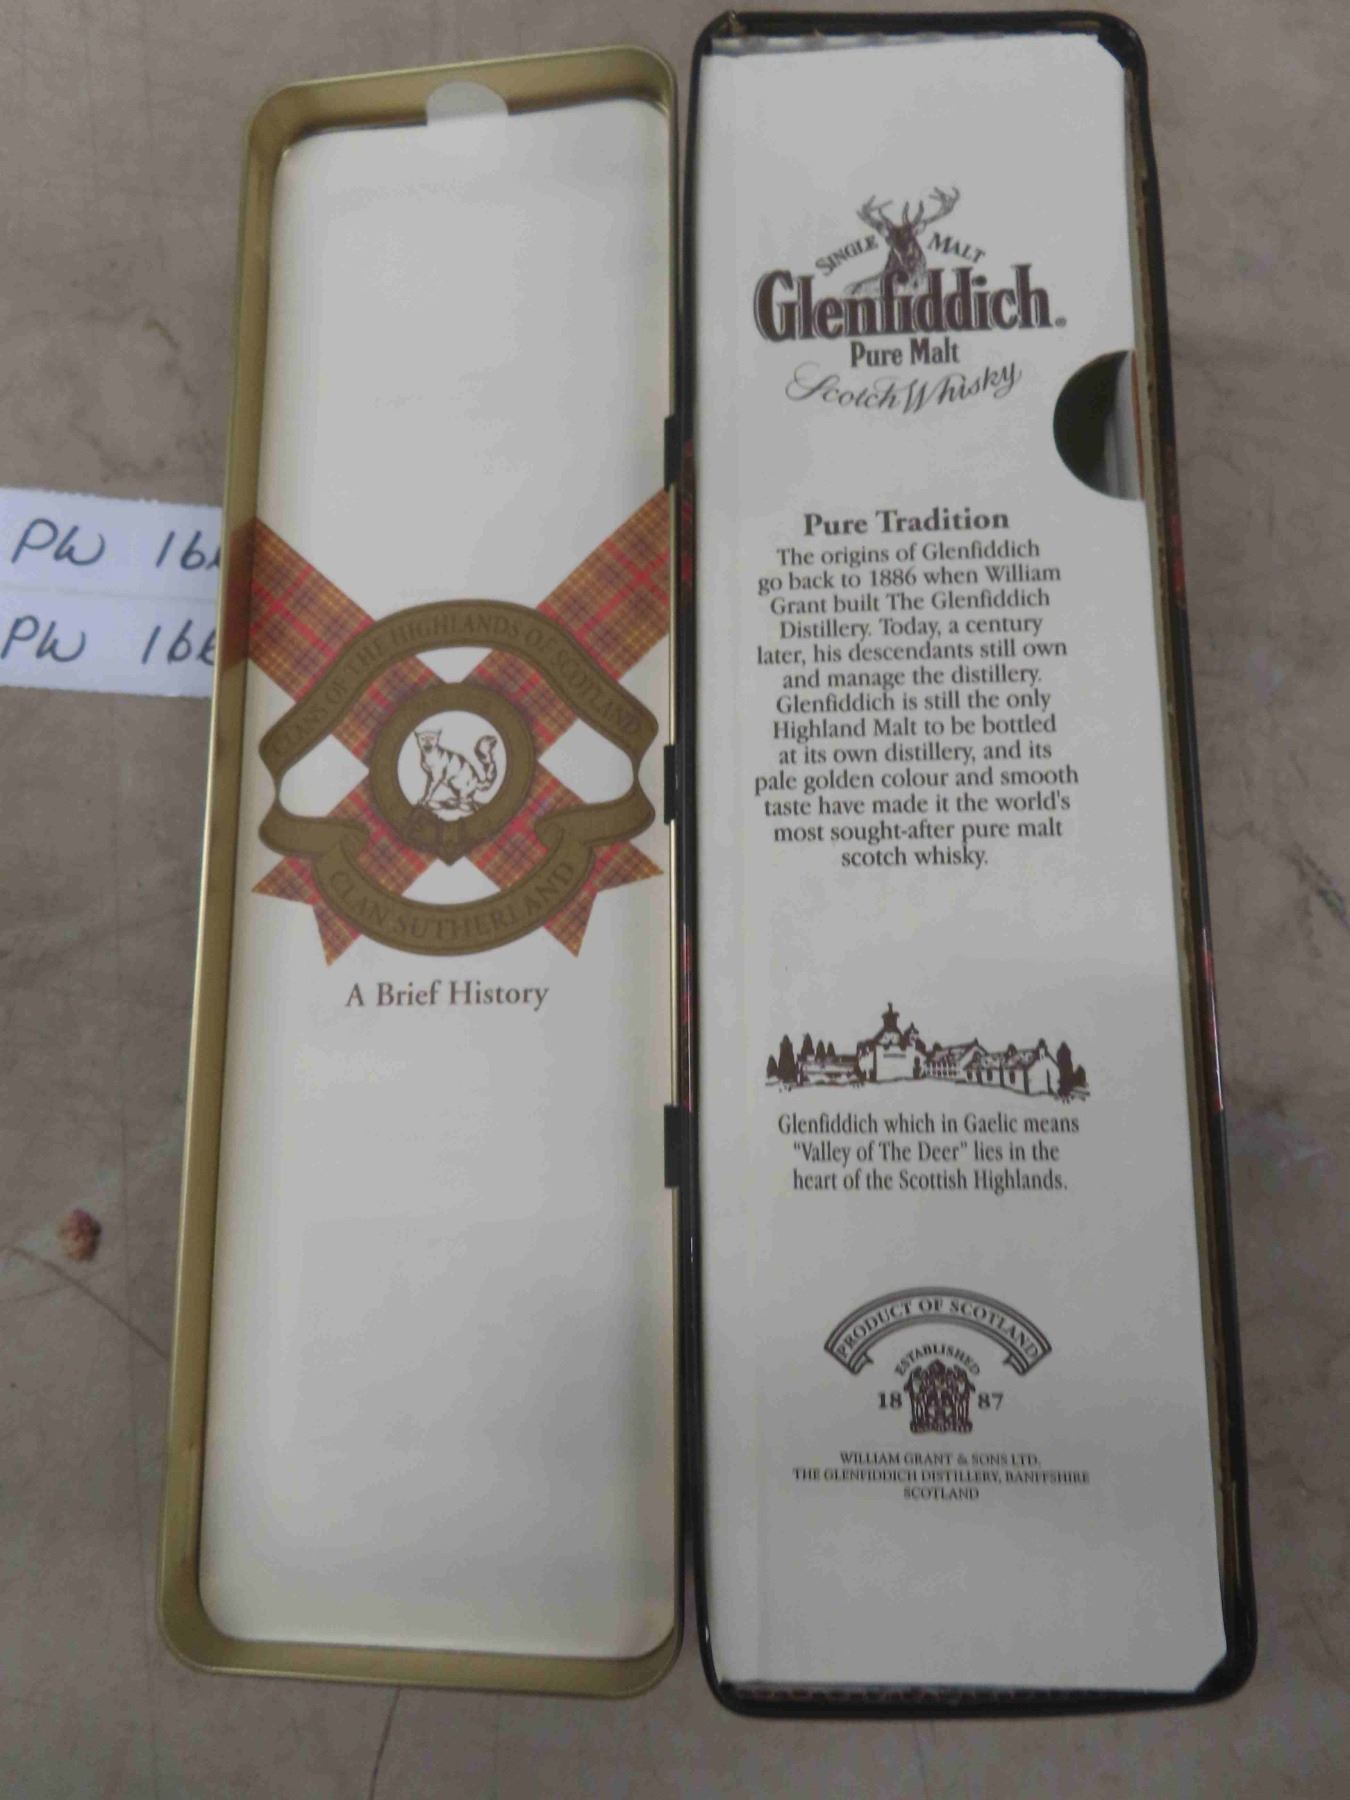 PW 16
PW 16
CLANS OF THE HIGHLANDS OF SCOTLAND
CLAN SUTHERLAND
A Brief History
SINGLE MALT
Glenfiddich®
Pure Malt
Scotch Whisky
Pure Tradition
The origins of Glenfiddich
go back to 1886 when William
Grant built The Glenfiddich
Distillery. Today, a century
later, his descendants still own
and manage the distillery.
Glenfiddich is still the only
Highland Malt to be bottled
at its own distillery, and its
pale golden colour and smooth
taste have made it the world's
most sought-after pure malt
scotch whisky.
Glenfiddich which in Gaelic means
"Valley of The Deer" lies in the
heart of the Scottish Highlands.
PRODUCT OF SCOTLAND
ESTABLISHED
18 87
WILLIAM GRANT & SONS LTD.
THE GLENFIDDICH DISTILLERY, BANFFSHIRE
SCOTLAND